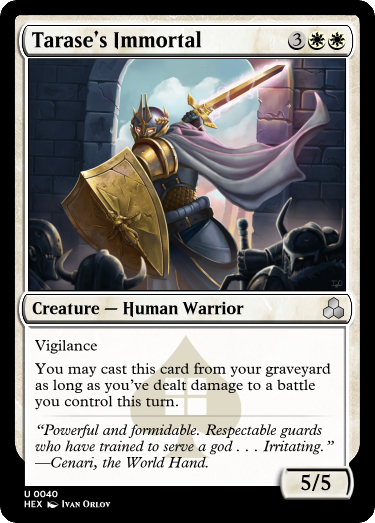 Tarase's Immortal 3
Creature — Human Warrior
Vigilance
You may cast this card from your graveyard
as long as you've dealt damage to a battle
you control this turn.
“Powerful and formidable. Respectable guards
who have trained to serve a god . . . Irritating.”
—Cenari, the World Hand.
5/5
U 0040
HEX Ivan Orlov